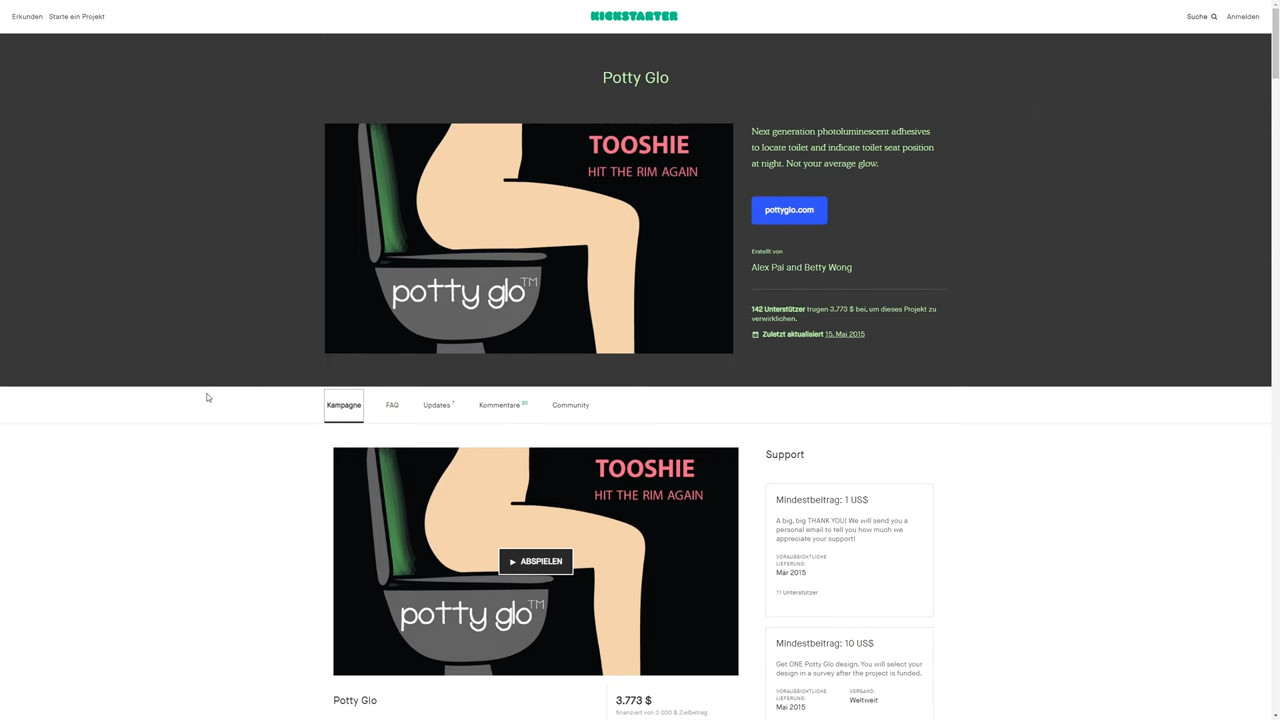 Erkunden Starte ein Projekt
KICKSTARTER
Suche Anmelden
Potty Glo
TOOSHIE
HIT THE RIM AGAIN
potty glo™
Next generation photoluminescent adhesives
to locate toilet and indicate toilet seat position
at night. Not your average glow.
pottyglo.com
Erstellt von
Alex Pai and Betty Wong
142 Unterstützer trugen 3.773 $ bei, um dieses Projekt zu
verwirklichen.
Zuletzt aktualisiert 15. Mai 2015
Kampagne FAQ Updates 7 Kommentare Community
TOOSHIE
HIT THE RIM AGAIN
▶ ABSPIELEN
potty glo™
Potty Glo
3.773 $
finanziert von 3.000 $ Zielbetrag
Support
Mindestbeitrag: 1 US$
A big, big THANK YOU! We will send you a
personal email to tell you how much we
appreciate your support!
VORAUSSICHTLICHE
LIEFERUNG:
Mär 2015
11 Unterstützer
Mindestbeitrag: 10 US$
Get ONE Potty Glo design. You will select your
design in a survey after the project is funded.
VORAUSSICHTLICHE
LIEFERUNG:
Mai 2015
VERSAND:
Weltweit